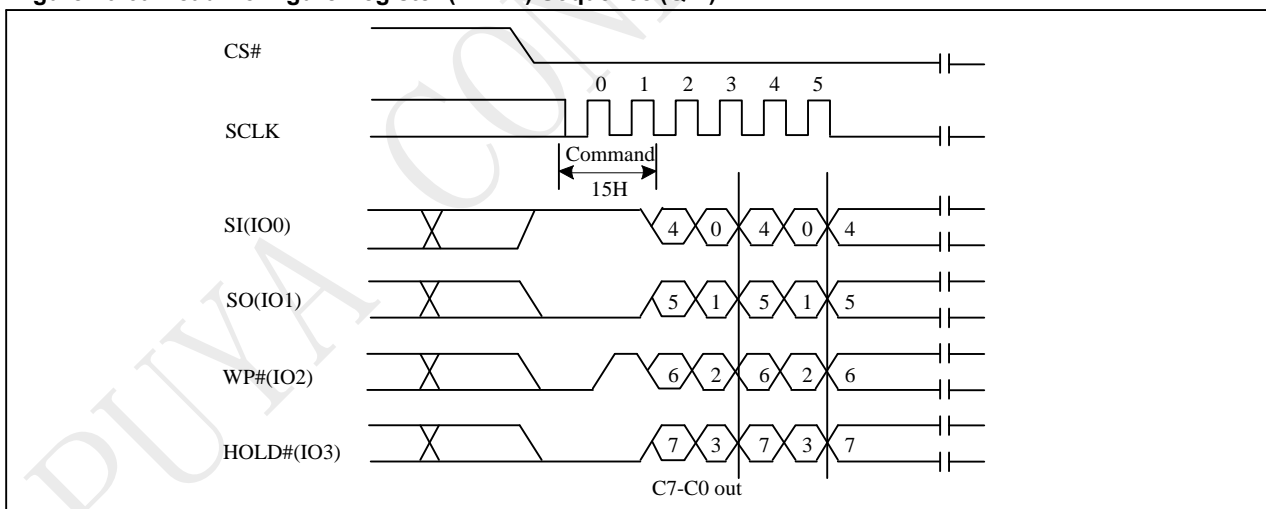 CS#
0 1 2 3 4 5
SCLK
Command
15H
SI(IO0)
4 0 4 0 4
SO(IO1)
5 1 5 1 5
WP#(IO2)
6 2 6 2 6
HOLD#(IO3)
7 3 7 3 7
C7-C0 out
PUYA